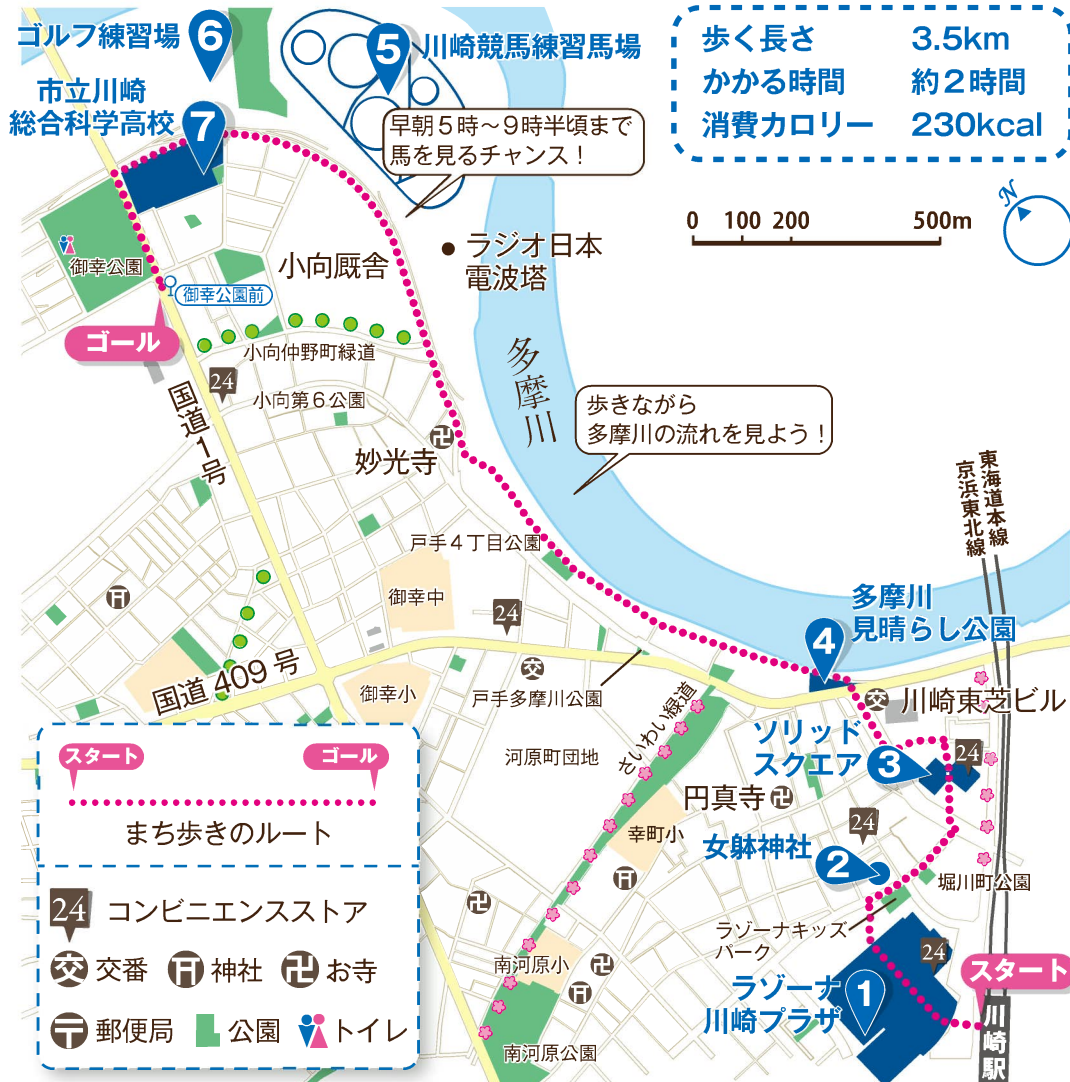 ゴルフ練習場
6
5
川崎競馬練習馬場
市立川崎
総合科学高校
7
早朝5時~9時半頃まで
馬を見るチャンス!
歩く長さ 3.5km
かかる時間 約2時間
消費カロリー 230kcal
N
0 100 200 500m
ラジオ日本
電波塔
小向厩舎
御幸公園
御幸公園前
ゴール
小向仲野町緑道
24
小向第6公園
国道1号
多摩川
歩きながら
多摩川の流れを見よう!
妙光寺
卍
東海道本線
京浜東北線
戸手4丁目公園
御幸中
24
多摩川
見晴らし公園
4
国道409号
御幸小
交
戸手多摩川公園
交
川崎東芝ビル
さいわい緑道
ソリッド
スクエア
3
24
河原町団地
円真寺
卍
幸町小
24
女躰神社
2
堀川町公園
卍
ラゾーナキッズ
パーク
24
南河原小
卍
スタート
ラゾーナ
川崎プラザ
1
川崎駅
南河原公園
スタート
ゴール
まち歩きのルート
24
コンビニエンスストア
交
交番
神社
卍
お寺
〒
郵便局
公園
トイレ